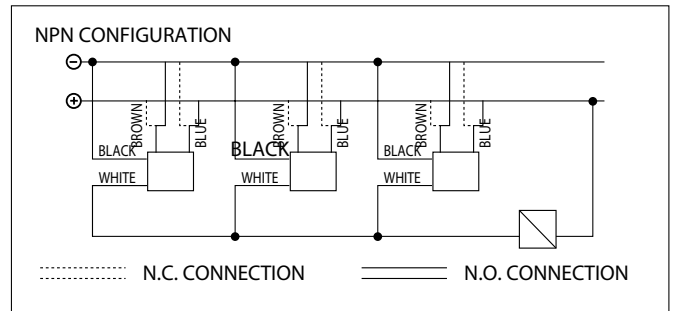 NPN CONFIGURATION
BROWN BLUE BROWN BLUE BROWN BLUE
BLACK BLACK BLACK
WHITE WHITE WHITE
N.C. CONNECTION N.O. CONNECTION